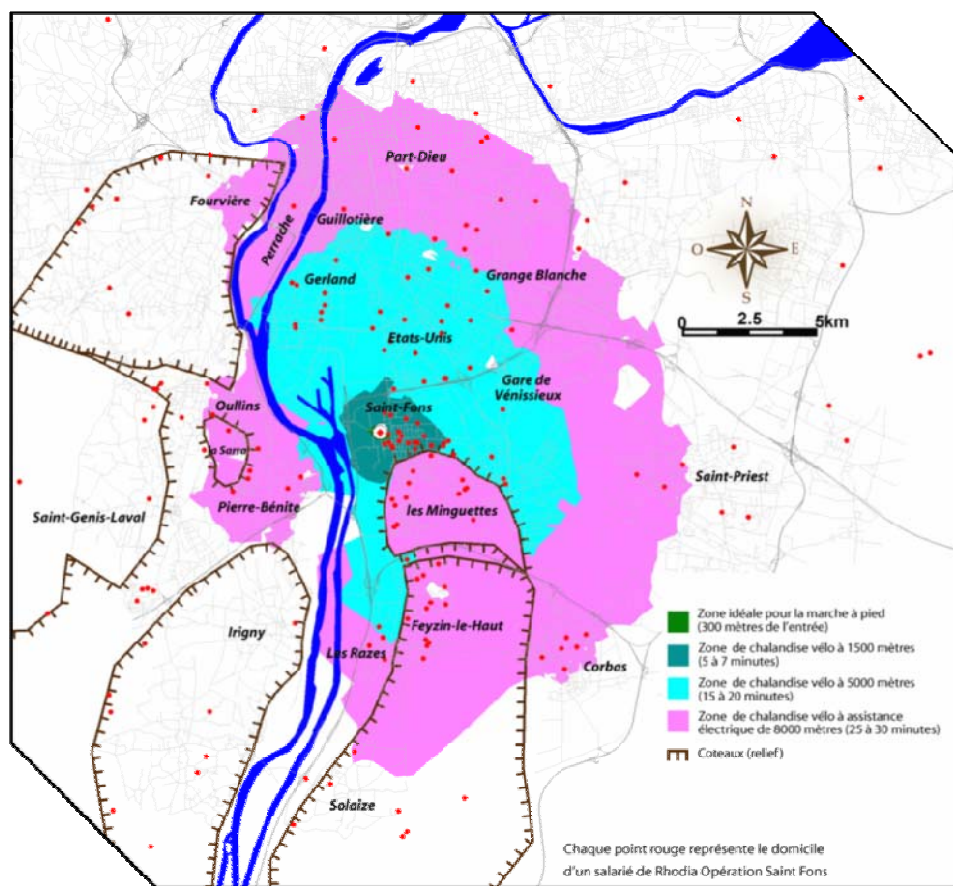 Part-Dieu
Fourvière
Guillotière
Perrache
N
O
E
S
Gerland
Grange Blanche
0 2.5 5km
Etats-Unis
Gare de
Vénissieux
Oullins
Saint-Fons
la Sarra
Saint-Priest
Pierre-Bénite
les Minguettes
Saint-Genis-Laval
Irigny
Feyzin-le-Haut
Les Razes
Corbas
Zone idéale pour la marche à pied
(300 mètres de l'entrée)
Zone de chalandise vélo à 1500 mètres
(5 à 7 minutes)
Zone de chalandise vélo à 5000 mètres
(15 à 20 minutes)
Zone de chalandise vélo à assistance
électrique de 8000 mètres (25 à 30 minutes)
Coteaux (relief)
Solaize
Chaque point rouge représente le domicile
d'un salarié de Rhodia Opération Saint Fons